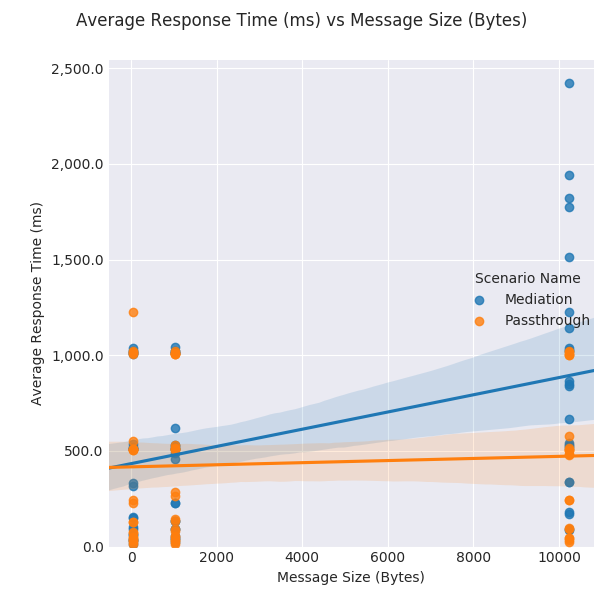 Average Response Time (ms) vs Message Size (Bytes)
2,500.0
2,000.0
1,500.0
1,000.0
500.0
0.0
Average Response Time (ms)
Scenario Name
Mediation
Passthrough
0
2000
4000
6000
8000
10000
Message Size (Bytes)